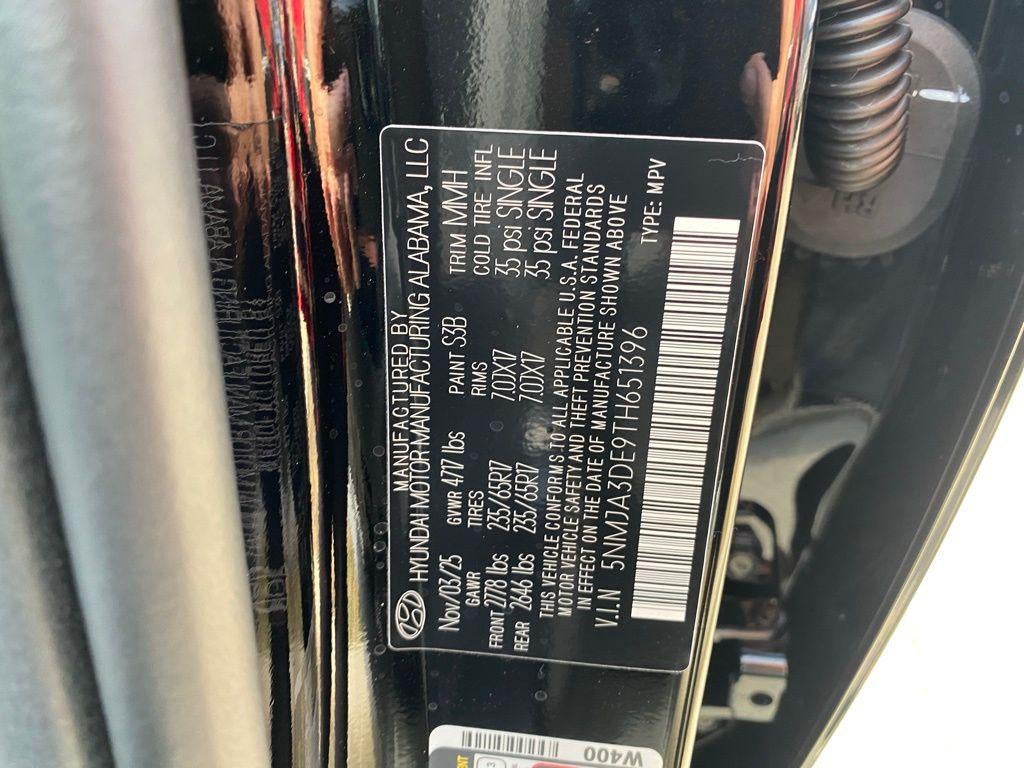 MANUFACTURED BY
HYUNDAI MOTOR MANUFACTURING ALABAMA, LLC
Nov/03/25 GVWR 4717 lbs PAINT S3B TRIM MMH
GAWR TIRES RIMS COLD TIRE INFL
FRONT 2778 lbs 235/65R17 7.0JX17 35 psi SINGLE
REAR 2646 lbs 235/65R17 7.0JX17 35 psi SINGLE
THIS VEHICLE CONFORMS TO ALL APPLICABLE U.S.A. FEDERAL
MOTOR VEHICLE SAFETY AND THEFT PREVENTION STANDARDS
IN EFFECT ON THE DATE OF MANUFACTURE SHOWN ABOVE
V.I.N 5NMJA3DE9TH651396 TYPE: MPV
W400
RH